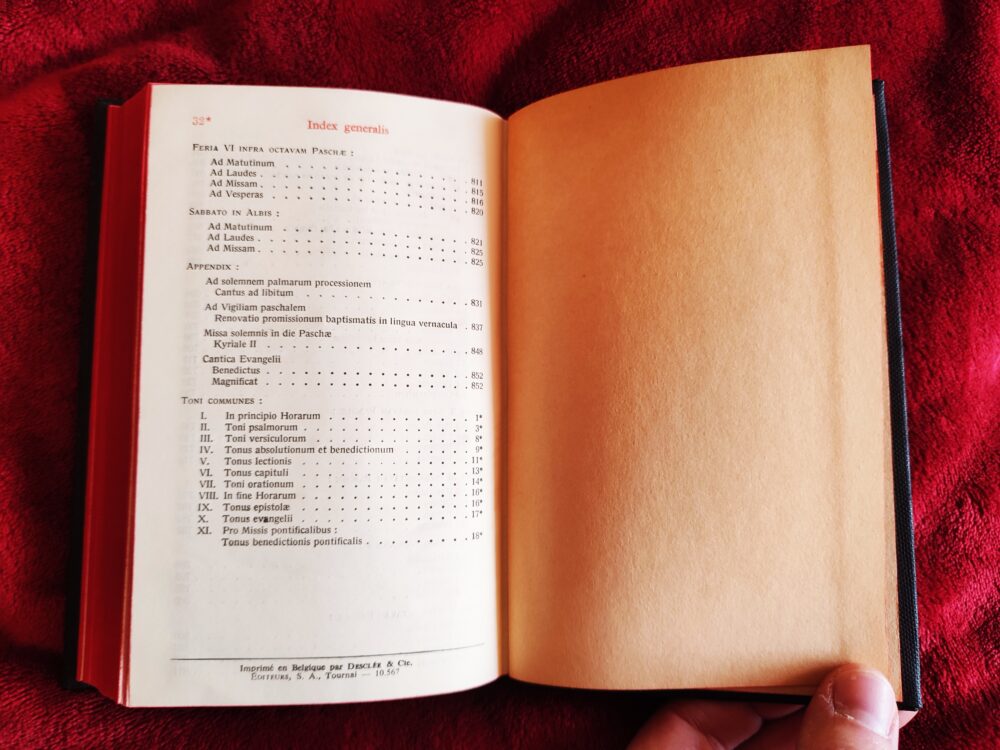 32* Index generalis
Feria VI infra octavam Paschæ :
Ad Matutinum . . . . . . . . . . . . . 811
Ad Laudes . . . . . . . . . . . . . . 815
Ad Missam . . . . . . . . . . . . . . 816
Ad Vesperas . . . . . . . . . . . . . 820
Sabbato in Albis :
Ad Matutinum . . . . . . . . . . . . . 821
Ad Laudes . . . . . . . . . . . . . . 825
Ad Missam . . . . . . . . . . . . . . 825
Appendix :
Ad solemnem palmarum processionem
Cantus ad libitum . . . . . . . . . . . 831
Ad Vigiliam paschalem
Renovatio promissionum baptismatis in lingua vernacula . 837
Missa solemnis in die Paschæ
Kyriale II . . . . . . . . . . . . . . 848
Cantica Evangelii
Benedictus . . . . . . . . . . . . . . 852
Magnificat . . . . . . . . . . . . . . 852
Toni communes :
I. In principio Horarum . . . . . . . . . . 1*
II. Toni psalmorum . . . . . . . . . . . . 3*
III. Toni versiculorum . . . . . . . . . . . 8*
IV. Tonus absolutionum et benedictionum . . . . . 9*
V. Tonus lectionis . . . . . . . . . . . . 11*
VI. Tonus capituli . . . . . . . . . . . . 13*
VII. Toni orationum . . . . . . . . . . . . 14*
VIII. In fine Horarum . . . . . . . . . . . . 16*
IX. Tonus epistolæ . . . . . . . . . . . . 16*
X. Tonus evangelii . . . . . . . . . . . . 17*
XI. Pro Missis pontificalibus :
Tonus benedictionis pontificalis . . . . . . . . 18*
Imprimé en Belgique par Desclée & Cie.
Éditeurs, S. A., Tournai — 10.567